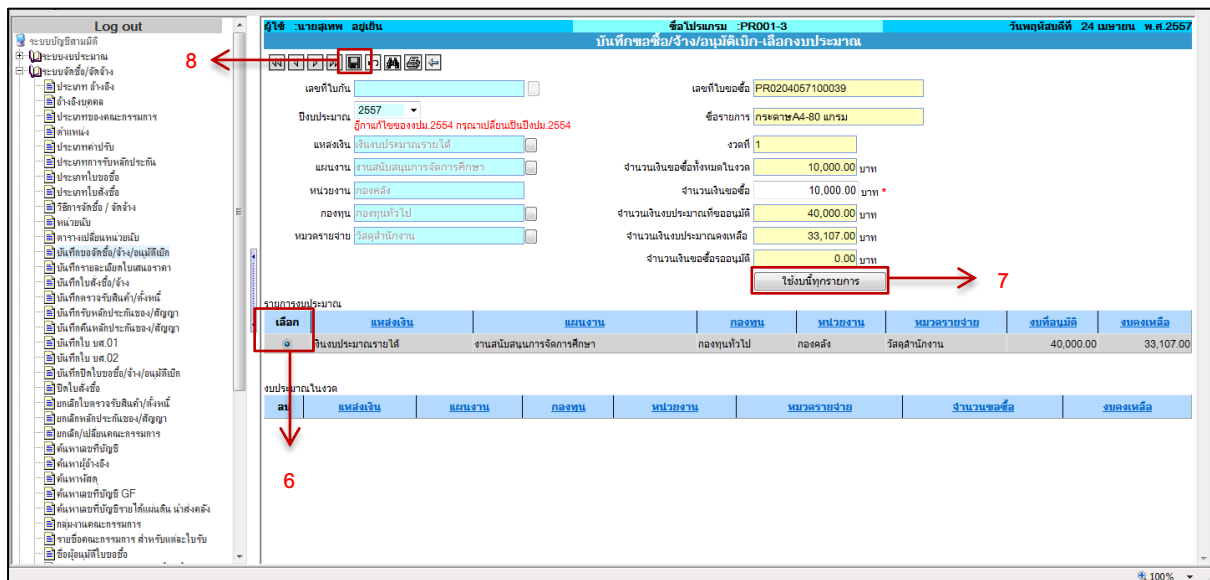 Log out
ระบบบัญชีสามมิติ
ระบบงบประมาณ
ระบบจัดซื้อ/จัดจ้าง
ประเภท อ้างอิง
อ้างอิงบุคคล
ประเภทของคณะกรรมการ
ตำแหน่ง
ประเภทค่าปรับ
ประเภทการรับหลักประกัน
ประเภทใบขอซื้อ
ประเภทใบสั่งซื้อ
วิธีการจัดซื้อ / จัดจ้าง
หน่วยนับ
ตารางเปลี่ยนหน่วยนับ
บันทึกขอจัดซื้อ/จ้าง/อนุมัติเบิก
บันทึกรายละเอียดใบเสนอราคา
บันทึกใบสั่งซื้อ/จ้าง
บันทึกตรวจรับสินค้า/ตั้งหนี้
บันทึกรับหลักประกันซอง/สัญญา
บันทึกคืนหลักประกันซอง/สัญญา
บันทึกใบ บศ.01
บันทึกใบ บศ.02
บันทึกปิดใบขอซื้อ/จ้าง/อนุมัติเบิก
ปิดใบสั่งซื้อ
ยกเลิกใบตรวจรับสินค้า/ตั้งหนี้
ยกเลิกหลักประกันซอง/สัญญา
ยกเลิก/เปลี่ยนคณะกรรมการ
ค้นหาเลขที่บัญชี
ค้นหาผู้อ้างอิง
ค้นหาพัสดุ
ค้นหาเลขที่บัญชี GF
ค้นหาเลขที่บัญชีรายได้แผ่นดิน นำส่งคลัง
กลุ่มงานคณะกรรมการ
รายชื่อคณะกรรมการ สำหรับแต่ละใบรับ
ชื่อผู้อนุมัติใบขอซื้อ
ผู้ใช้ :นายสุเทพ อยู่เย็น ชื่อโปรแกรม :PR001-3 วันพฤหัสบดีที่ 24 เมษายน พ.ศ.2557
บันทึกขอซื้อ/จ้าง/อนุมัติเบิก-เลือกงบประมาณ
8
เลขที่ใบกัน เลขที่ใบขอซื้อ PR0204057100039
ปีงบประมาณ 2557 ชื่อรายการ กระดาษA4-80 แกรม
ฎีกาแก้ไขของงปม.2554 กรุณาเปลี่ยนเป็นปีงปม.2554
แหล่งเงิน เงินงบประมาณรายได้ งวดที่ 1
แผนงาน งานสนับสนุนการจัดการศึกษา จำนวนเงินขอซื้อทั้งหมดในงวด 10,000.00 บาท
หน่วยงาน กองคลัง จำนวนเงินขอซื้อ 10,000.00 บาท *
กองทุน กองทุนทั่วไป จำนวนเงินงบประมาณที่ขออนุมัติ 40,000.00 บาท
หมวดรายจ่าย วัสดุสำนักงาน จำนวนเงินงบประมาณคงเหลือ 33,107.00 บาท
จำนวนเงินขอซื้อรออนุมัติ 0.00 บาท
ใช้งบนี้ทุกรายการ 7
รายการงบประมาณ
เลือก แหล่งเงิน แผนงาน กองทุน หน่วยงาน หมวดรายจ่าย งบที่อนุมัติ งบคงเหลือ
เงินงบประมาณรายได้ งานสนับสนุนการจัดการศึกษา กองทุนทั่วไป กองคลัง วัสดุสำนักงาน 40,000.00 33,107.00
งบประมาณในงวด
ลบ แหล่งเงิน แผนงาน กองทุน หน่วยงาน หมวดรายจ่าย จำนวนขอซื้อ งบคงเหลือ
6
100%